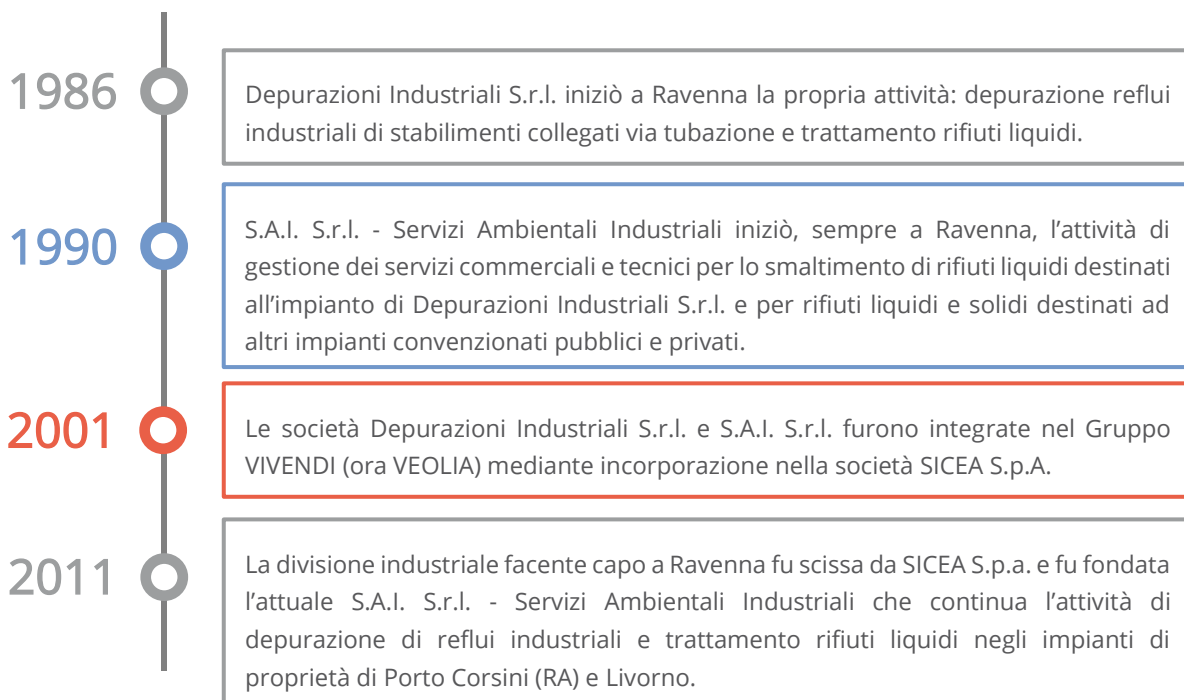 1986
Depurazioni Industriali S.r.l. iniziò a Ravenna la propria attività: depurazione reflui
industriali di stabilimenti collegati via tubazione e trattamento rifiuti liquidi.
1990
S.A.I. S.r.l. - Servizi Ambientali Industriali iniziò, sempre a Ravenna, l’attività di
gestione dei servizi commerciali e tecnici per lo smaltimento di rifiuti liquidi destinati
all’impianto di Depurazioni Industriali S.r.l. e per rifiuti liquidi e solidi destinati ad
altri impianti convenzionati pubblici e privati.
2001
Le società Depurazioni Industriali S.r.l. e S.A.I. S.r.l. furono integrate nel Gruppo
VIVENDI (ora VEOLIA) mediante incorporazione nella società SICEA S.p.A.
2011
La divisione industriale facente capo a Ravenna fu scissa da SICEA S.p.a. e fu fondata
l’attuale S.A.I. S.r.l. - Servizi Ambientali Industriali che continua l’attività di
depurazione di reflui industriali e trattamento rifiuti liquidi negli impianti di
proprietà di Porto Corsini (RA) e Livorno.